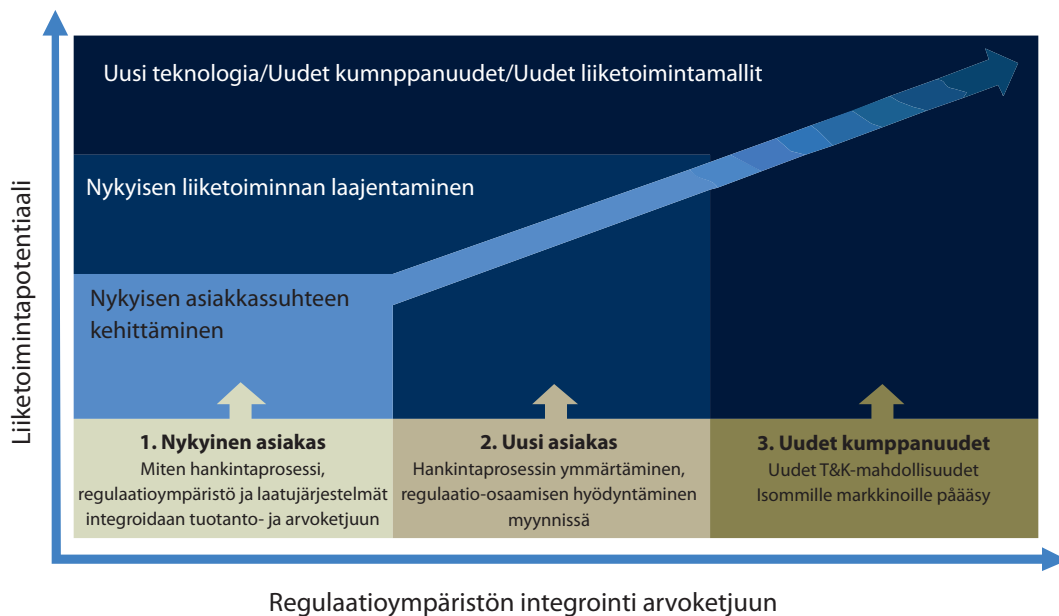 Uusi teknologia/Uudet kumnppanuudet/Uudet liiketoimintamallit
Nykyisen liiketoiminnan laajentaminen
Nykyisen asiakkassuhteen
kehittäminen
Liiketoimintapotentiaali
1. Nykyinen asiakas
Miten hankintaprosessi,
regulaatioympäristö ja laatujärjestelmät
integroidaan tuotanto- ja arvoketjuun
2. Uusi asiakas
Hankintaprosessin ymmärtäminen,
regulaatio-osaamisen hyödyntäminen
myynnissä
3. Uudet kumppanuudet
Uudet T&K-mahdollisuudet
Isommille markkinoille påääsy
Regulaatioympäristön integrointi arvoketjuun